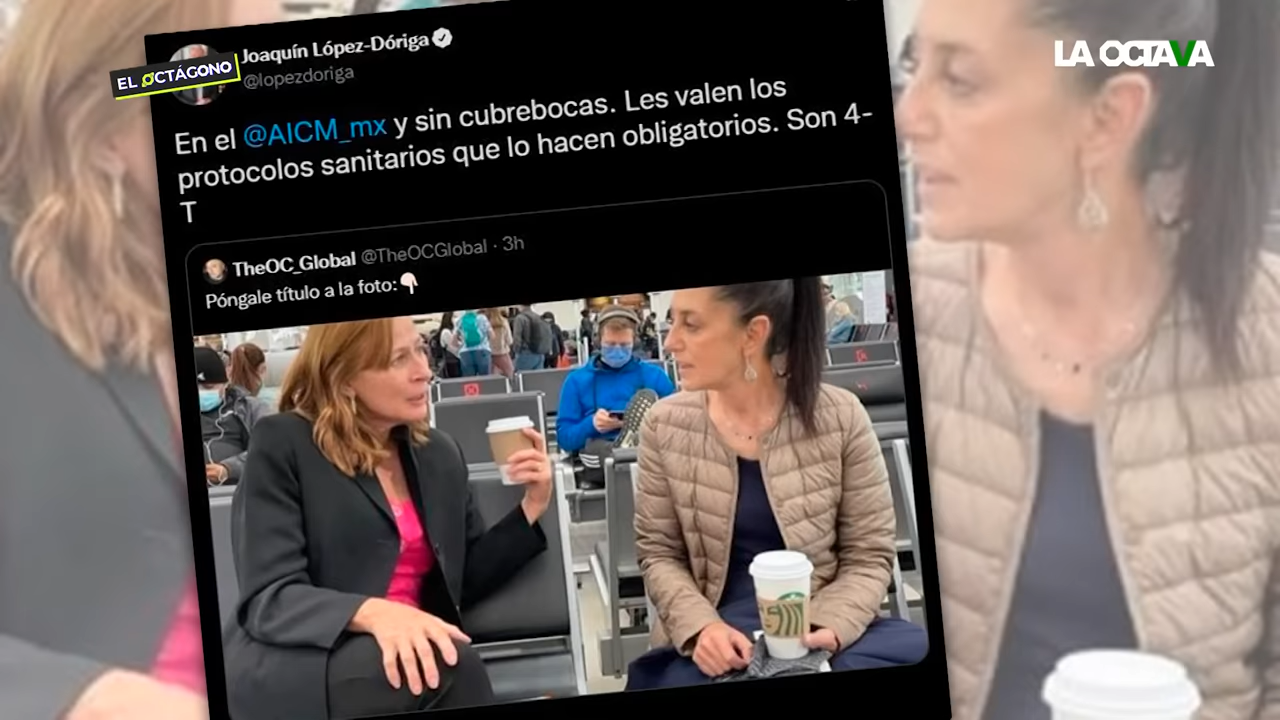 LA OCTAVA
EL OCTÁGONO
Joaquín López-Dóriga
@lopezdoriga
En el @AICM_mx y sin cubrebocas. Les valen los
protocolos sanitarios que lo hacen obligatorios. Son 4-
T
TheOC_Global @TheOCGlobal · 3h
Póngale título a la foto:👇🏻